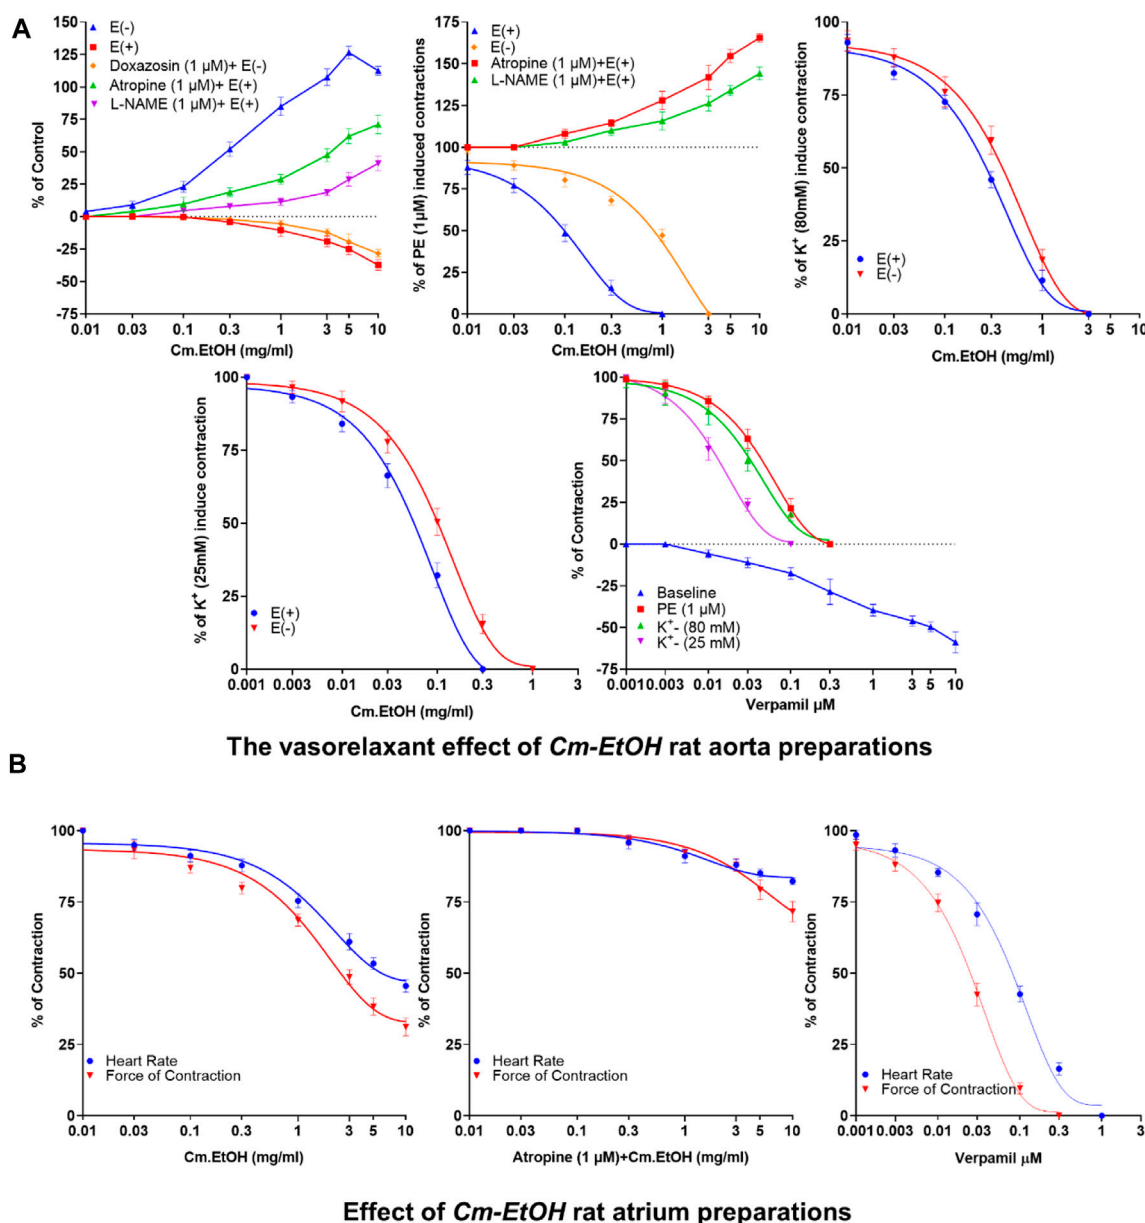 A
% of Control
150
125
100
75
50
25
0
-25
-50
-75
E(-)
E(+)
Doxazosin (1 µM)+ E(-)
Atropine (1 µM)+ E(+)
L-NAME (1 µM)+ E(+)
0.01 0.03 0.1 0.3 1 3 5 10
Cm.EtOH (mg/ml)
% of PE (1µM) induced contractions
175
150
125
100
75
50
25
0
E(+)
E(-)
Atropine (1 µM)+E(+)
L-NAME (1 µM)+E(+)
0.01 0.03 0.1 0.3 1 3 5 10
Cm.EtOH (mg/ml)
% of K+ (80mM) induce contraction
100
75
50
25
0
E(+)
E(-)
0.01 0.03 0.1 0.3 1 3 5 10
Cm.EtOH (mg/ml)
% of K+ (25mM) induce contraction
100
75
50
25
0
E(+)
E(-)
0.001 0.003 0.01 0.03 0.1 0.3 1 3
Cm.EtOH (mg/ml)
% of Contraction
100
75
50
25
0
-25
-50
-75
Baseline
PE (1 µM)
K+- (80 mM)
K+- (25 mM)
0.001 0.003 0.01 0.03 0.1 0.3 1 3 5 10
Verpamil µM
The vasorelaxant effect of Cm-EtOH rat aorta preparations
B
% of Contraction
100
75
50
25
0
Heart Rate
Force of Contraction
0.01 0.03 0.1 0.3 1 3 5 10
Cm.EtOH (mg/ml)
% of Contraction
100
75
50
25
0
Heart Rate
Force of Contraction
0.01 0.03 0.1 0.3 1 3 5 10
Atropine (1 µM)+Cm.EtOH (mg/ml)
% of Contraction
100
75
50
25
0
Heart Rate
Force of Contraction
0.001 0.003 0.01 0.03 0.1 0.3 1 3
Verpamil µM
Effect of Cm-EtOH rat atrium preparations